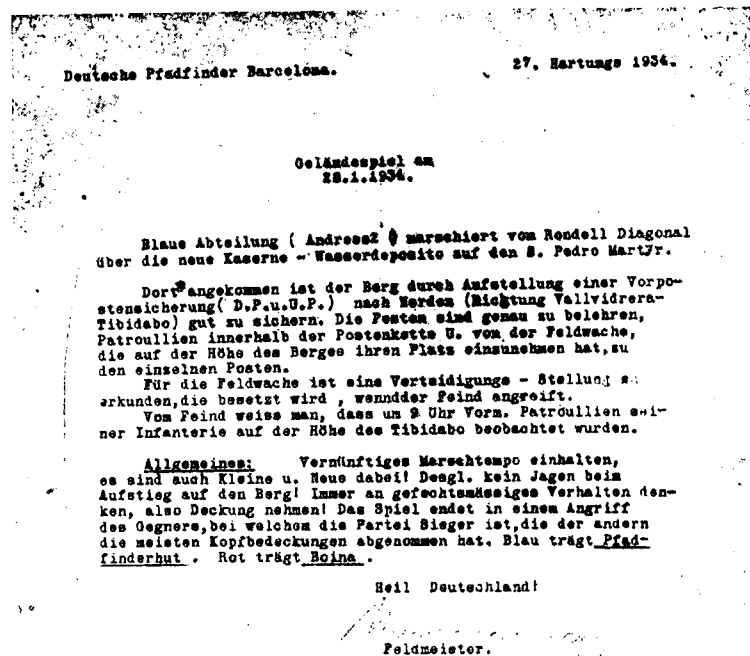 Deutsche Pfadfinder Barcelona.
27. Hartungs 1934.
Geländespiel am
28.1.1934.
Blaue Abteilung ( Andress2 ) marschiert vom Rondell Diagonal
über die neue Kaserne - Wasserdeposito auf den S. Pedro Martyr.
Dort angekommen ist der Berg durch Aufstellung einer Vorpo-
stensicherung( D.P.u.U.P.) nach Norden (Richtung Vallvidrera-
Tibidabo) gut zu sichern. Die Posten sind genau zu belehren,
Patroullien innerhalb der Postenkette U. von der Feldwache,
die auf der Höhe des Berges ihren Platz einzunehmen hat,zu
den einzelnen Posten.
Für die Feldwache ist eine Verteidigungs - Stellung zu
erkunden,die besetzt wird , wennder Feind angreift.
Vom Feind weiss man, dass um 9 Uhr Vorm. Patroullien sei-
ner Infanterie auf der Höhe des Tibidabo beobachtet wurden.
Allgemeines: Vernünftiges Marschtempo einhalten,
es sind auch Kleine u. Neue dabei! Desgl. kein Jagen beim
Aufstieg auf den Berg! Immer an gefechtsmässiges Verhalten den-
ken, also Deckung nehmen! Das Spiel endet in einem Angriff
des Gegners,bei welchem die Partei Sieger ist,die der andern
die meisten Kopfbedeckungen abgenommen hat. Blau trägt Pfad-
finderhut . Rot trägt Boina .
Heil Deutschland!
Feldmeister.